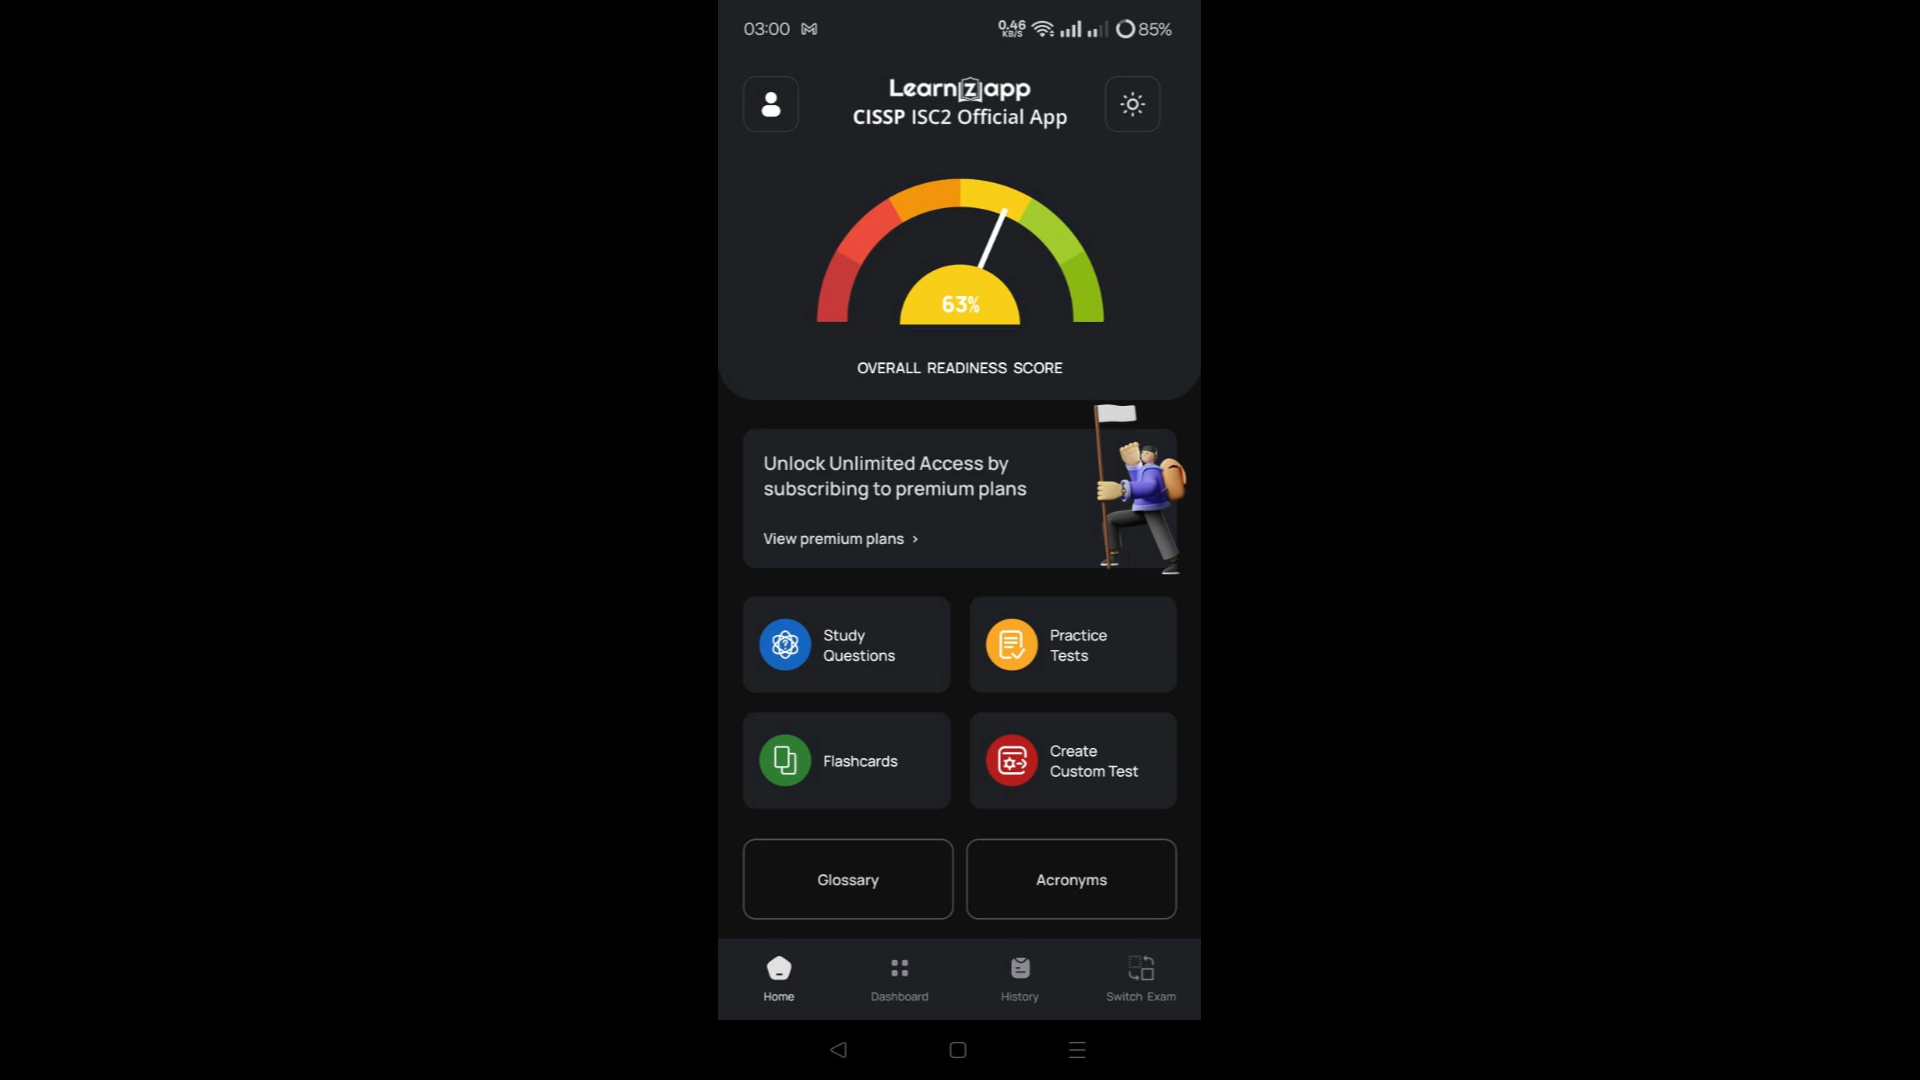 03:00
0.46
KB/S
85%
Learnzapp
CISSP ISC2 Official App
63%
OVERALL READINESS SCORE
Unlock Unlimited Access by
subscribing to premium plans
View premium plans ›
Study
Questions
Practice
Tests
Flashcards
Create
Custom Test
Glossary
Acronyms
Home
Dashboard
History
Switch Exam